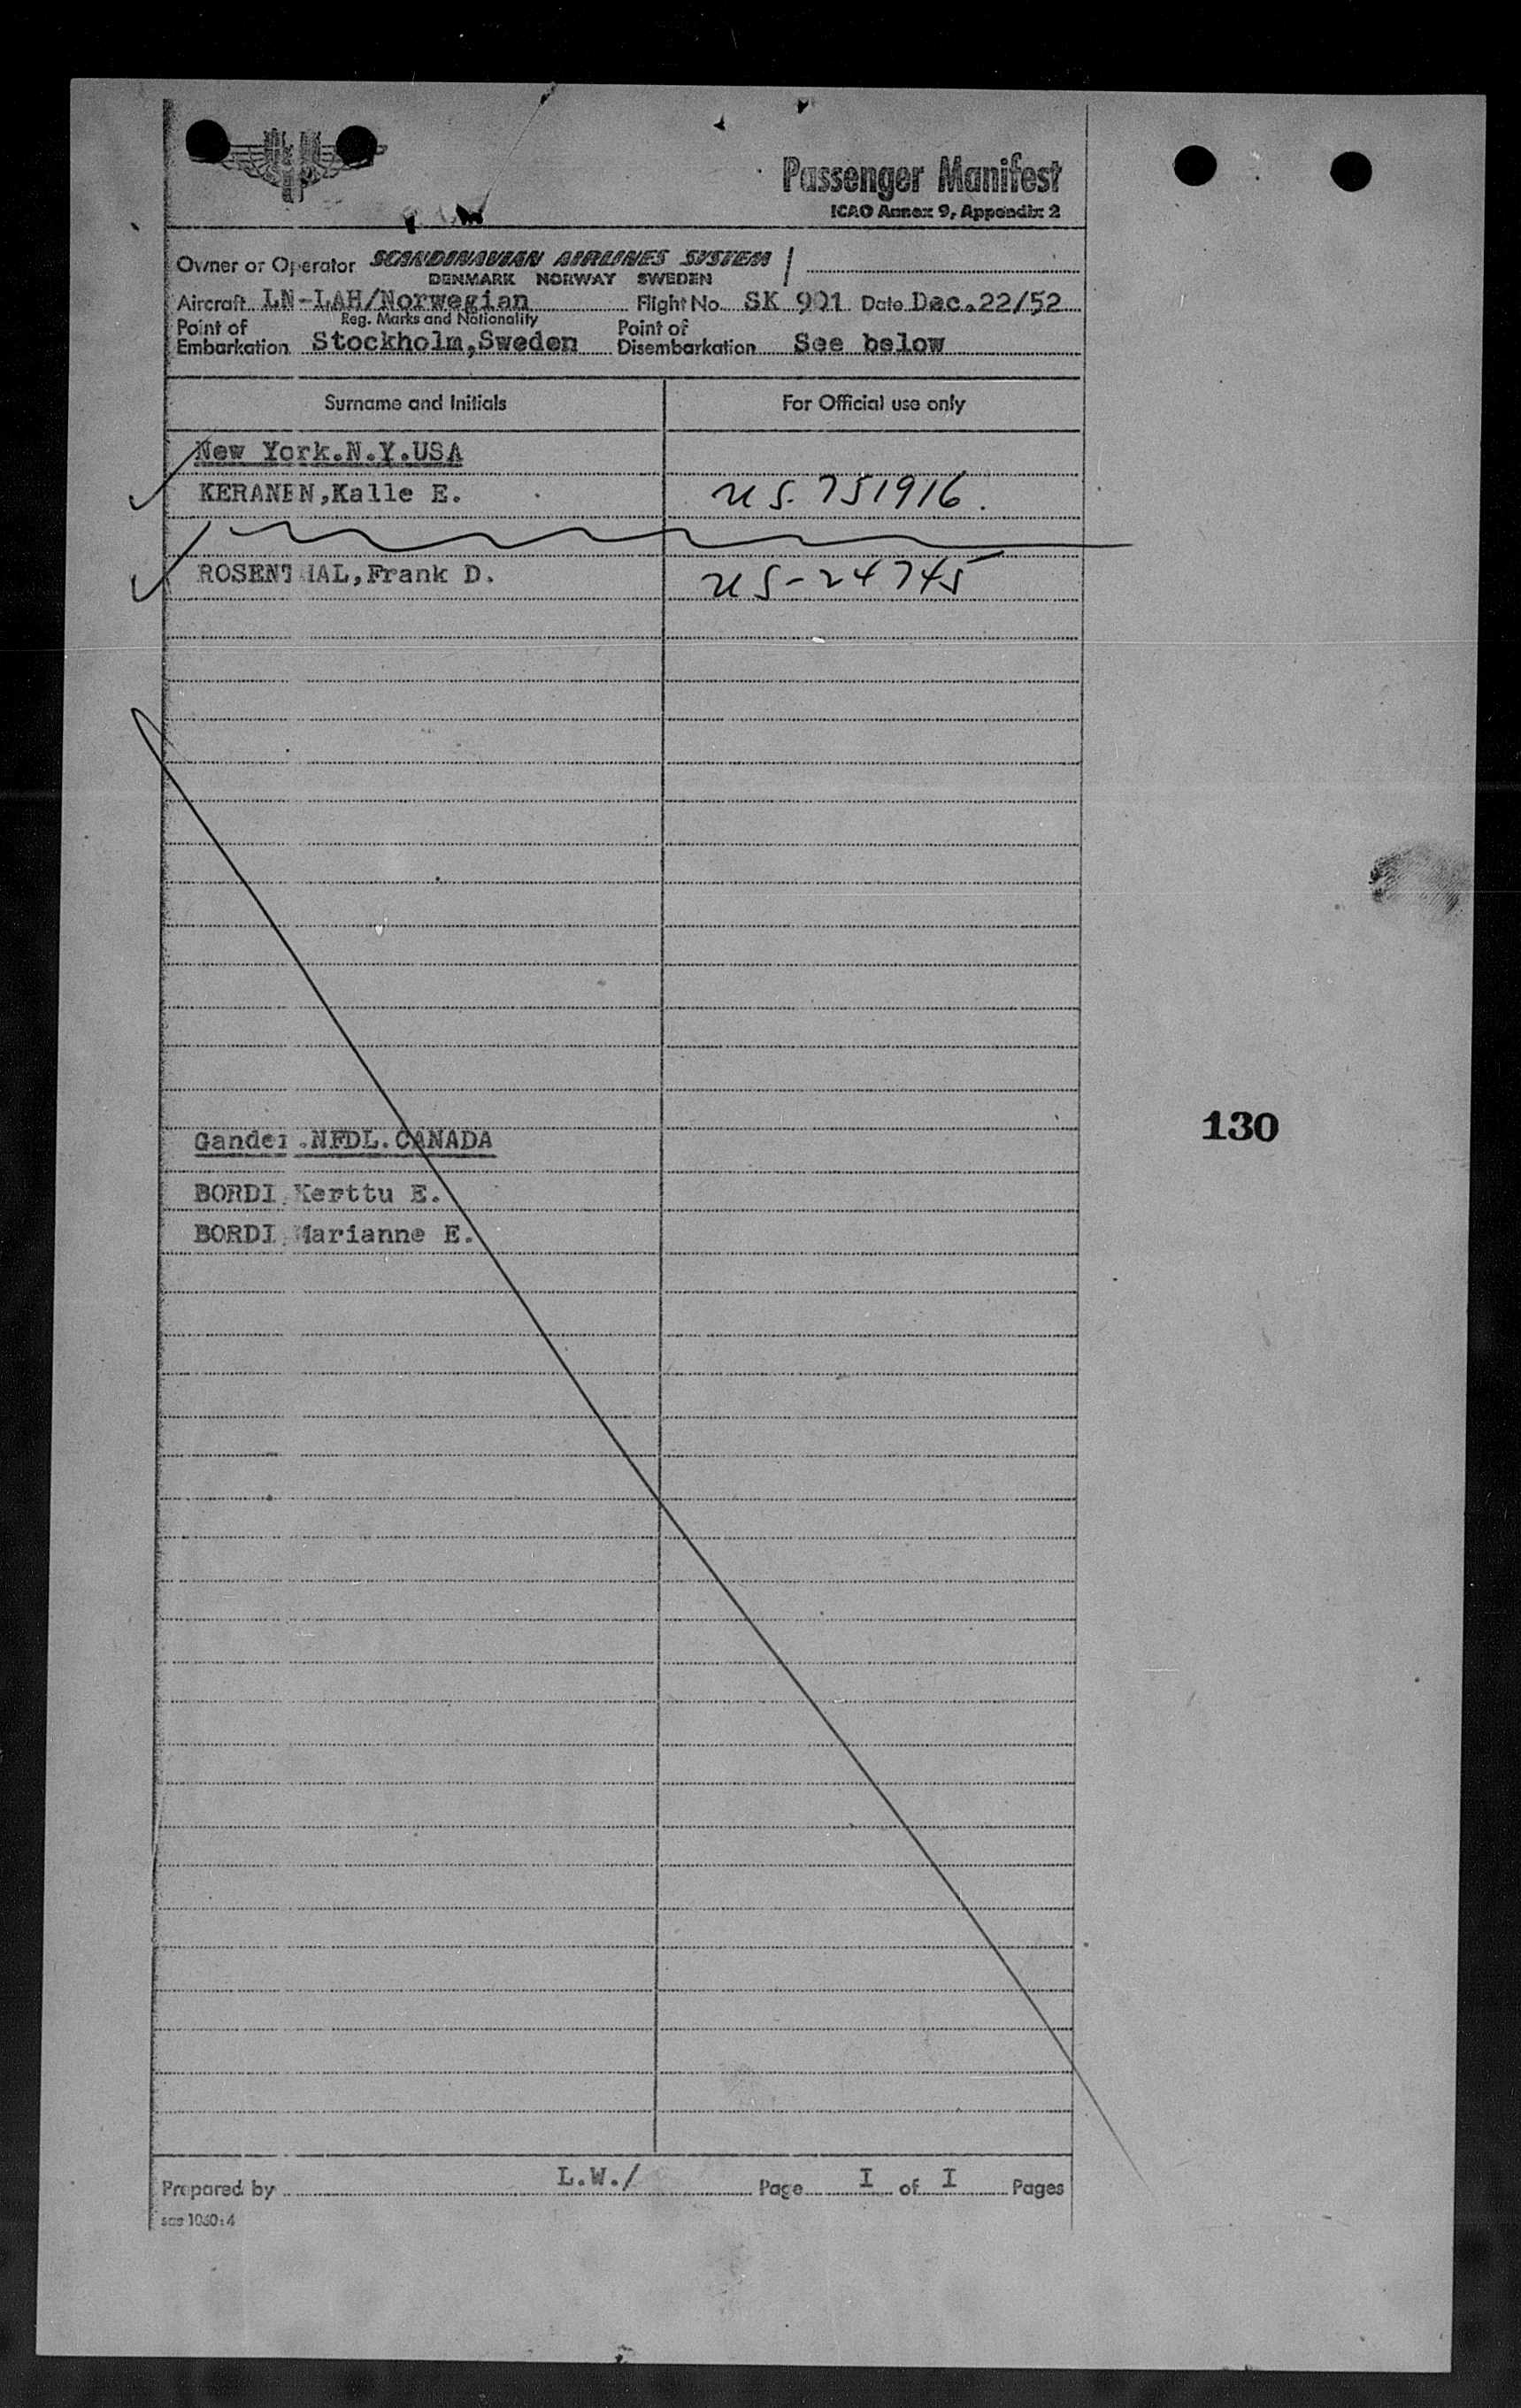 Passenger Manifest
ICAO Annex 9, Appendix 2
Owner or Operator SCANDINAVIAN AIRLINES SYSTEM /
DENMARK NORWAY SWEDEN
Aircraft LN-LAH/Norwegian Flight No. SK 901 Date Dec.22/52
Reg. Marks and Nationality
Point of Embarkation Stockholm,Sweden Point of Disembarkation See below
Surname and Initials For Official use only
New York.N.Y.USA
KERANEN,Kalle E. US. 751916.
ROSENTHAL,Frank D. US-24745
130
Gander.NFDL.CANADA
BORDI,Kerttu E.
BORDI,Marianne E.
Prepared by L.W./ Page I of I Pages
sas 1030:4